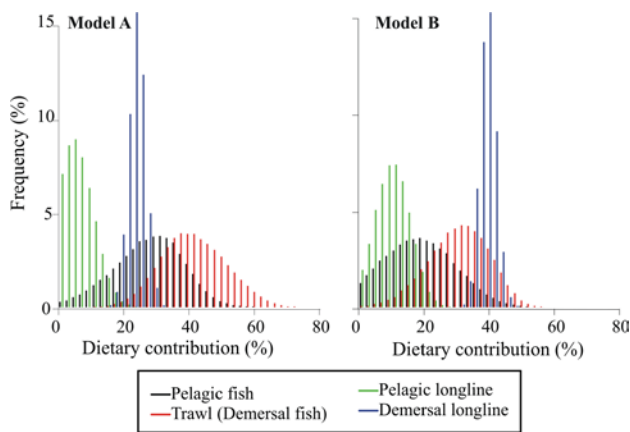 Model A
Model B
Frequency (%)
15
10
5
0
0 20 40 60 80
0 20 40 60 80
Dietary contribution (%)
Dietary contribution (%)
Pelagic fish
Pelagic longline
Trawl (Demersal fish)
Demersal longline